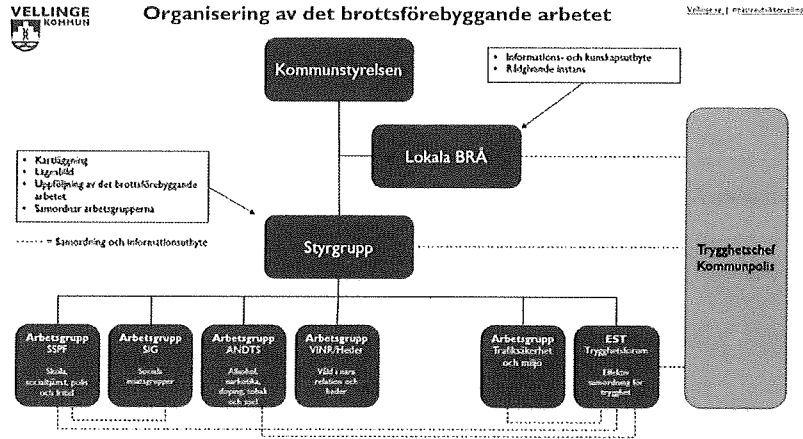 VELLINGE
KOMMUN
Organisering av det brottsförebyggande arbetet
Vellinge.se |
Kommunstyrelsen
• Informations- och kunskapsutbyte
• Rådgivande instans
Lokala BRÅ
• Kartläggning
• Lägesbild
• Uppföljning av det brottsförebyggande
arbetet
• Samordnar arbetsgrupperna
Styrgrupp
Trygghetschef
Kommunpolis
------ = Samordning och informationsutbyte
Arbetsgrupp
SSPF
Skola,
socialtjänst, polis
och fritid
Arbetsgrupp
SIG
Sociala
insatsgrupper
Arbetsgrupp
ANDTS
Alkohol,
narkotika,
doping, tobak
och spel
Arbetsgrupp
VINR/Heder
Våld i nära
relation och
heder
Arbetsgrupp
Trafiksäkerhet
och miljö
EST
Trygghetsforum
Effektiv
samordning för
trygghet